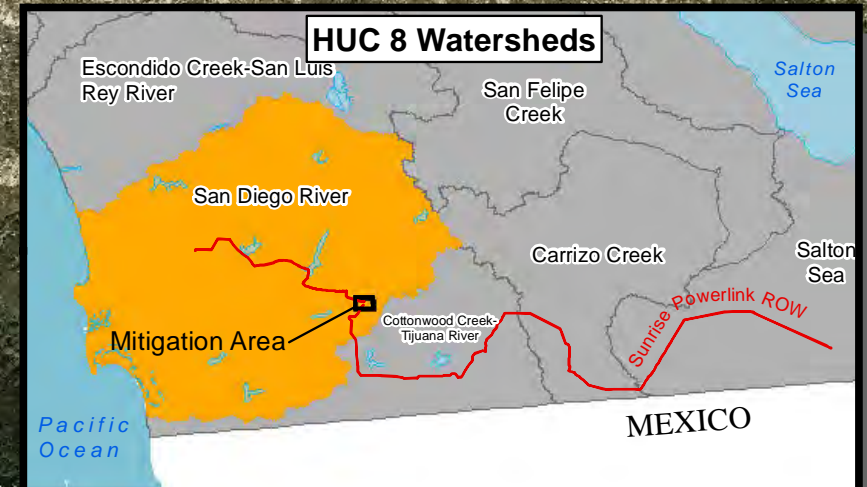 HUC 8 Watersheds
Escondido Creek-San Luis
Rey River
San Felipe
Creek
Salton
Sea
San Diego River
Carrizo Creek
Salton
Sea
Sunrise Powerlink ROW
Cottonwood Creek-
Tijuana River
Mitigation Area
Pacific
Ocean
MEXICO